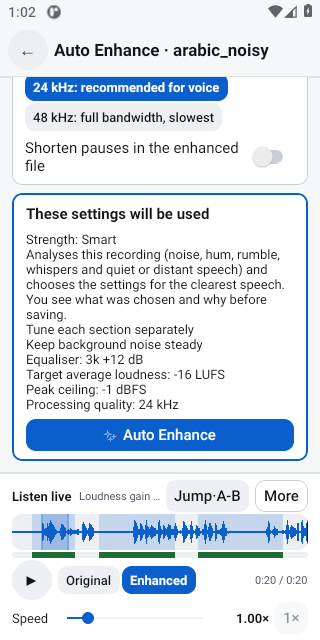 1:02
Auto Enhance · arabic_noisy
24 kHz: recommended for voice
48 kHz: full bandwidth, slowest
Shorten pauses in the enhanced
file
These settings will be used
Strength: Smart
Analyses this recording (noise, hum, rumble,
whispers and quiet or distant speech) and
chooses the settings for the clearest speech.
You see what was chosen and why before
saving.
Tune each section separately
Keep background noise steady
Equaliser: 3k +12 dB
Target average loudness: -16 LUFS
Peak ceiling: -1 dBFS
Processing quality: 24 kHz
Auto Enhance
Listen live Loudness gain ... Jump·A-B More
Original Enhanced 0:20 / 0:20
Speed 1.00× 1×